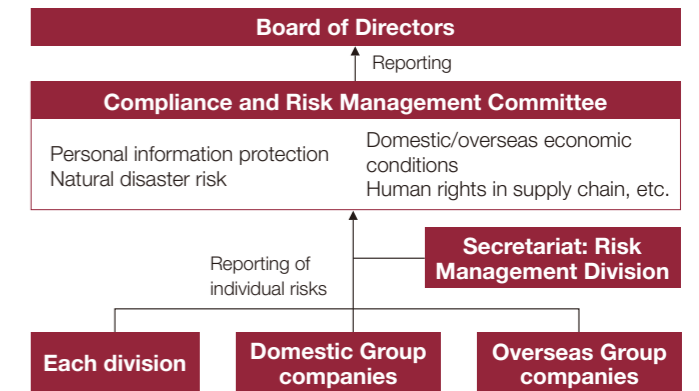 Board of Directors
Reporting
Compliance and Risk Management Committee
Personal information protection
Natural disaster risk
Domestic/overseas economic
conditions
Human rights in supply chain, etc.
Secretariat: Risk
Management Division
Reporting of
individual risks
Each division
Domestic Group
companies
Overseas Group
companies